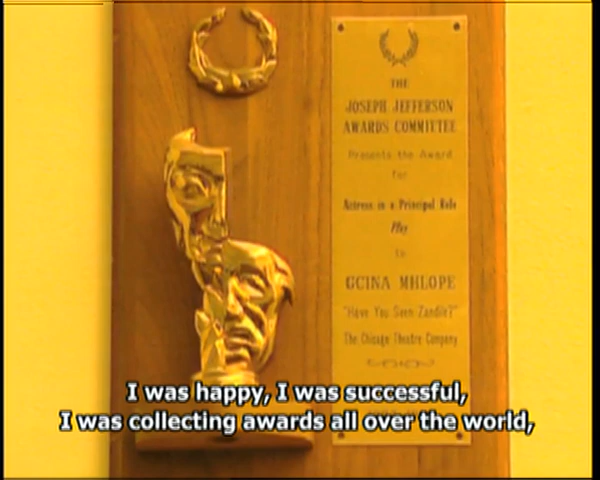 THE
JOSEPH JEFFERSON
AWARDS COMMITTEE
Presents the Award
for
Actress in a Principal Role
Play
to
GCINA MHLOPE
"Have You Seen Zandile?"
The Chicago Theatre Company
I was happy, I was successful,
I was collecting awards all over the world,